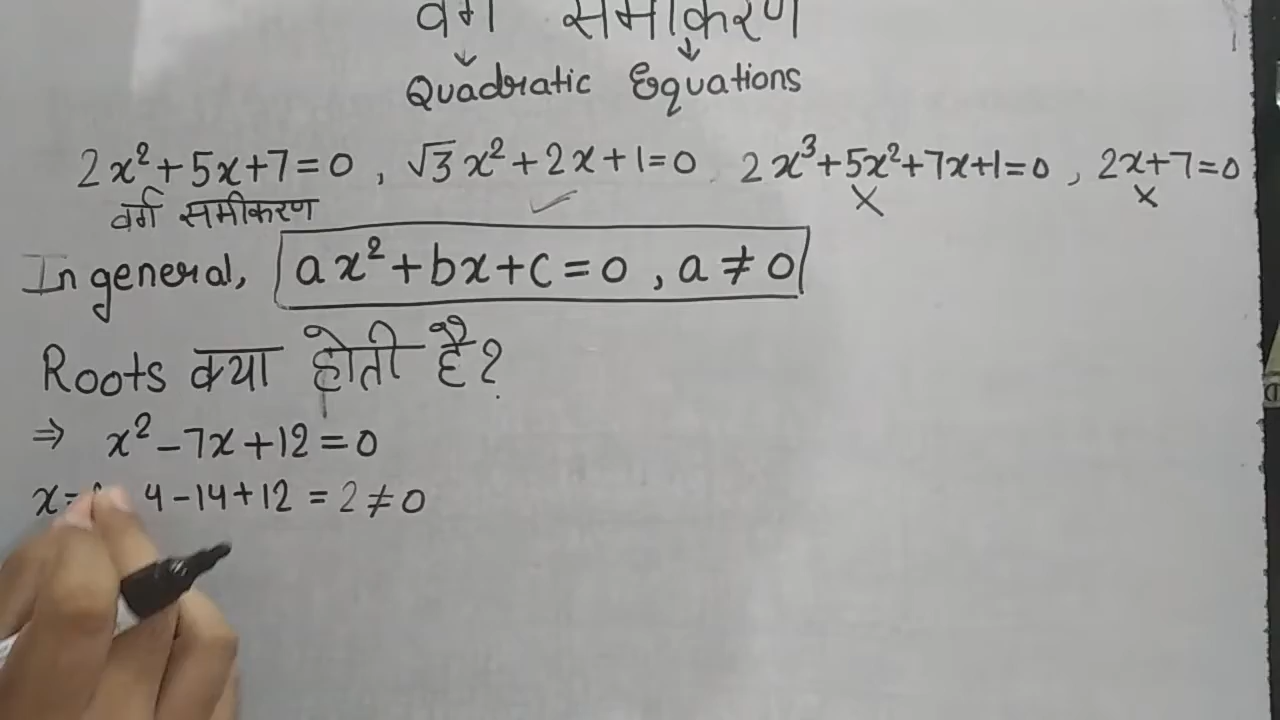 वर्ग समीकरण
↓ ↓
Quadratic Equations
2x²+5x+7=0 , √3x²+2x+1=0 2x³+5x²+7x+1=0 , 2x+7=0
वर्ग समीकरण ✓ X X
In general, ax²+bx+c=0 , a≠0
Roots क्या होती है?
⇒ x²-7x+12=0
x= 4-14+12 = 2≠0